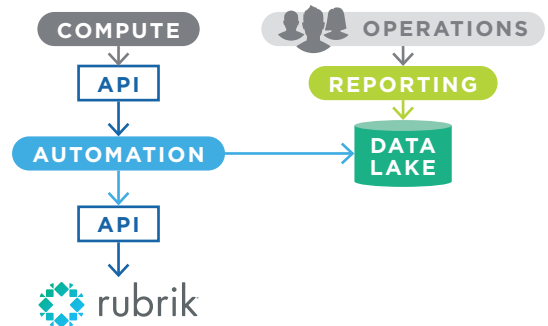 COMPUTE
OPERATIONS
API
REPORTING
AUTOMATION
DATA
LAKE
API
rubrik